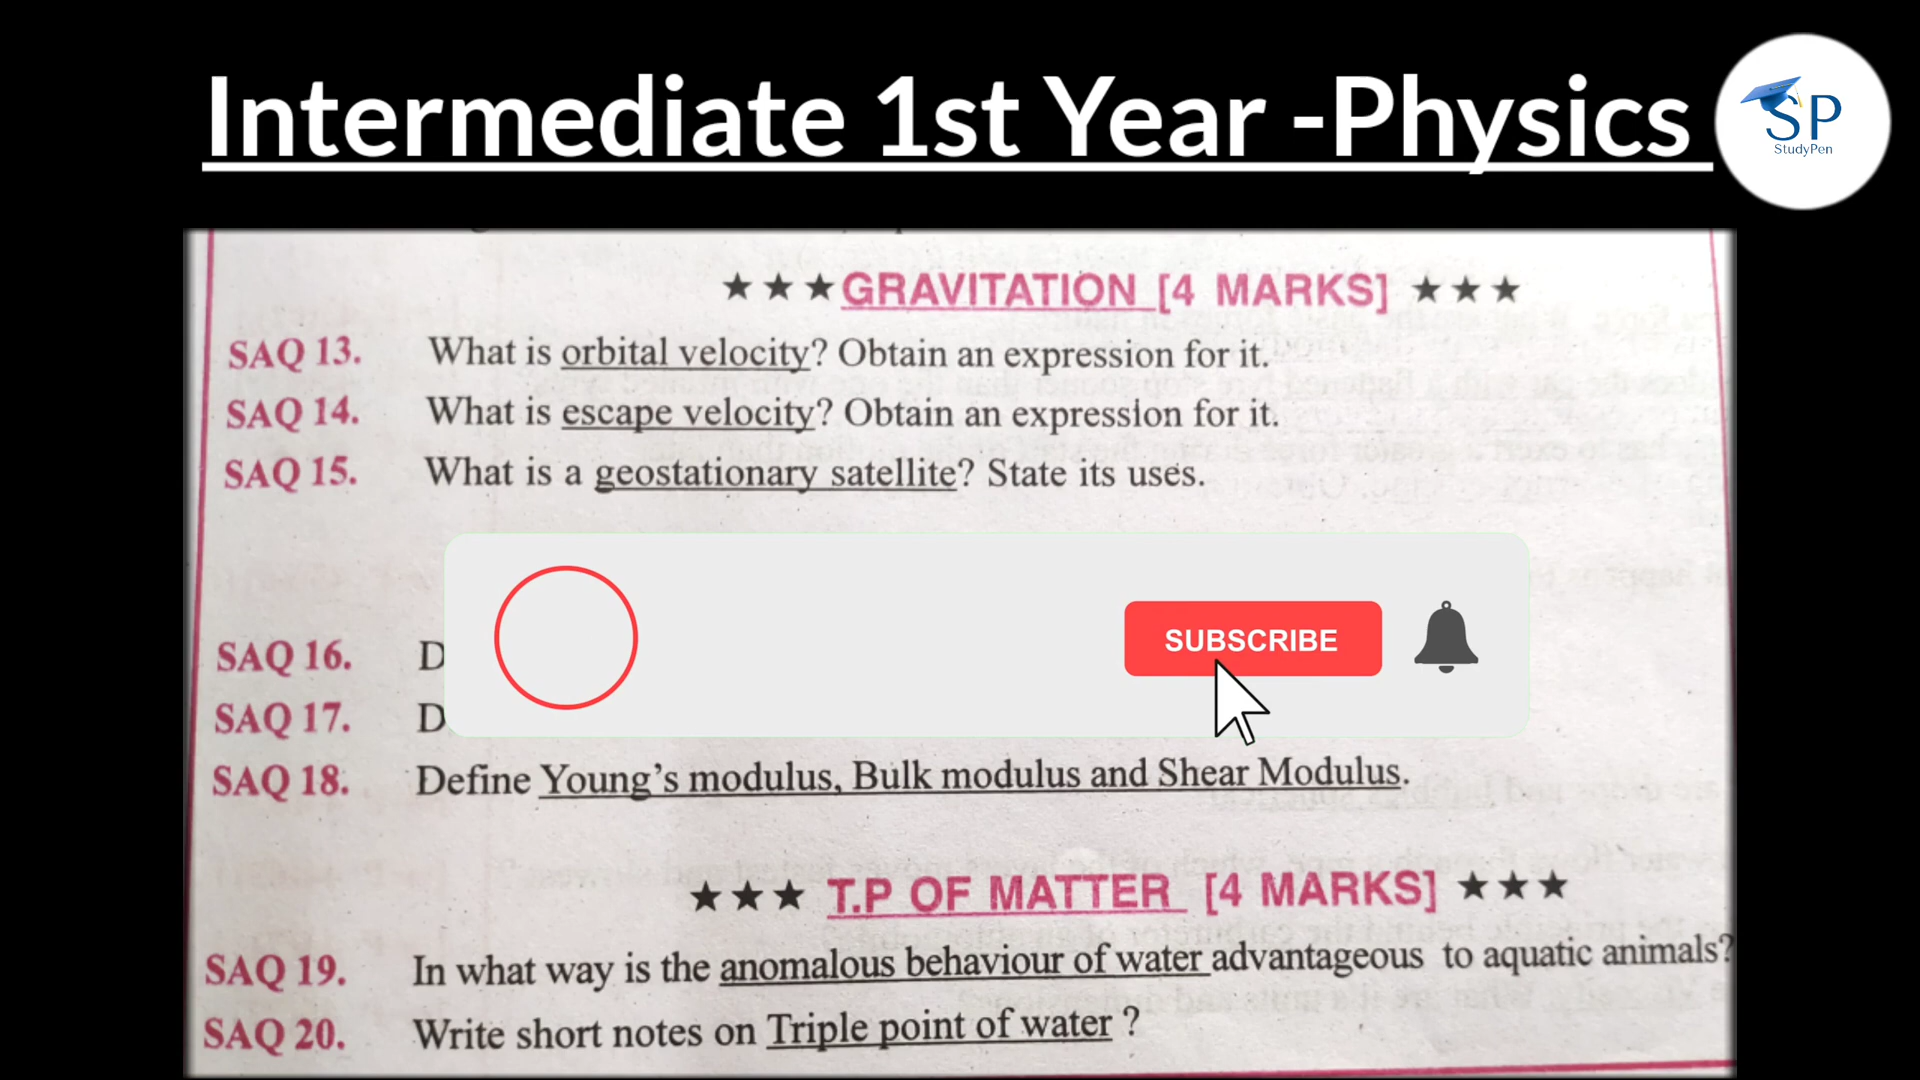 Intermediate 1st Year -Physics
SP
StudyPen
★★★GRAVITATION [4 MARKS] ★★★
SAQ 13. What is orbital velocity? Obtain an expression for it.
SAQ 14. What is escape velocity? Obtain an expression for it.
SAQ 15. What is a geostationary satellite? State its uses.
SUBSCRIBE
SAQ 16. D
SAQ 17. D
SAQ 18. Define Young's modulus, Bulk modulus and Shear Modulus.
★★★ T.P OF MATTER [4 MARKS] ★★★
SAQ 19. In what way is the anomalous behaviour of water advantageous to aquatic animals?
SAQ 20. Write short notes on Triple point of water ?